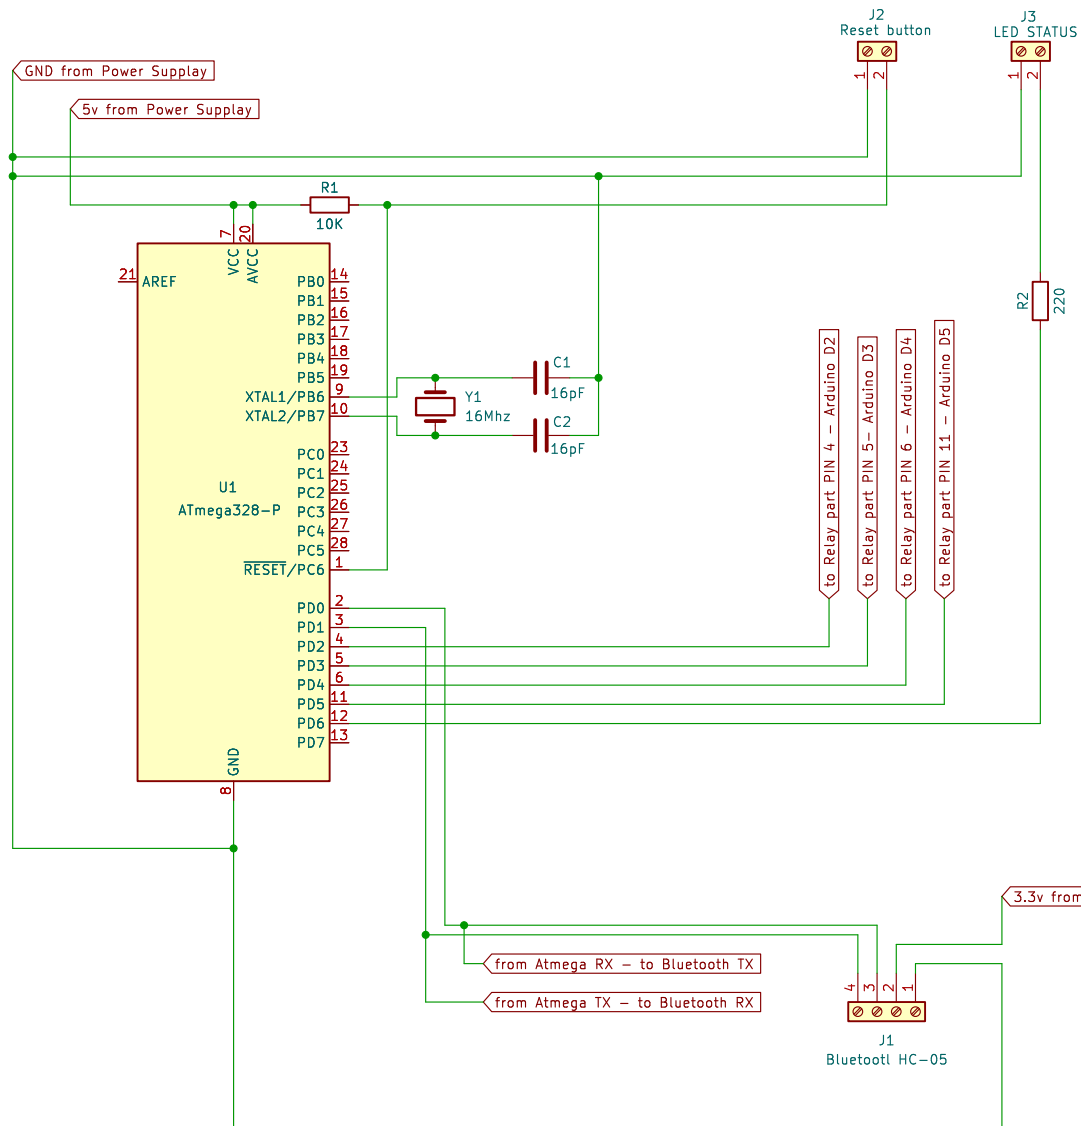 J2
Reset button
1
2
J3
LED STATUS
1
2
GND from Power Supplay
5v from Power Supplay
R1
10K
7
20
VCC
AVCC
21
AREF
PB0
14
PB1
15
PB2
16
PB3
17
PB4
18
PB5
19
XTAL1/PB6
9
XTAL2/PB7
10
PC0
23
PC1
24
PC2
25
PC3
26
PC4
27
PC5
28
RESET/PC6
1
PD0
2
PD1
3
PD2
4
PD3
5
PD4
6
PD5
11
PD6
12
PD7
13
U1
ATmega328-P
GND
8
C1
16pF
Y1
16Mhz
C2
16pF
R2
220
to Relay part PIN 4 - Arduino D2
to Relay part PIN 5- Arduino D3
to Relay part PIN 6 - Arduino D4
to Relay part PIN 11 - Arduino D5
3.3v from
from Atmega RX - to Bluetooth TX
from Atmega TX - to Bluetooth RX
4
3
2
1
J1
Bluetootl HC-05